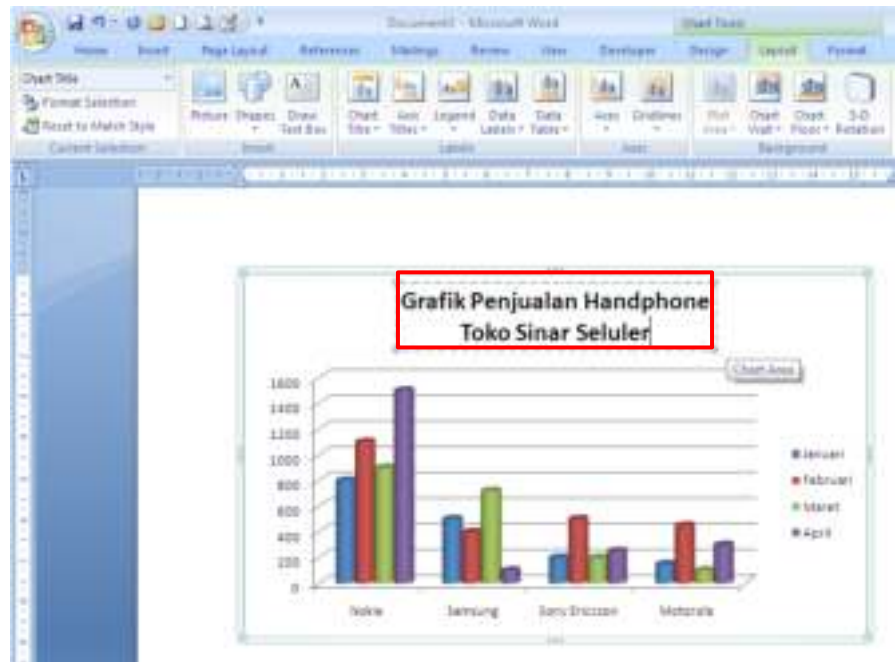 Document2 - Microsoft Word
Chart Tools
Home Insert Page Layout References Mailings Review View Developer Design Layout Format
Chart Title
Format Selection
Reset to Match Style
Current Selection
Picture Shapes Draw Text Box
Insert
Chart Title Axis Titles Legend Data Labels Data Table
Labels
Axes Gridlines
Axes
Plot Area Chart Wall Chart Floor 3-D Rotation
Background
Grafik Penjualan Handphone
Toko Sinar Seluler
Chart Area
1600
1400
1200
1000
800
600
400
200
0
Nokia Samsung Sony Ericsson Motorola
Januari
Februari
Maret
April